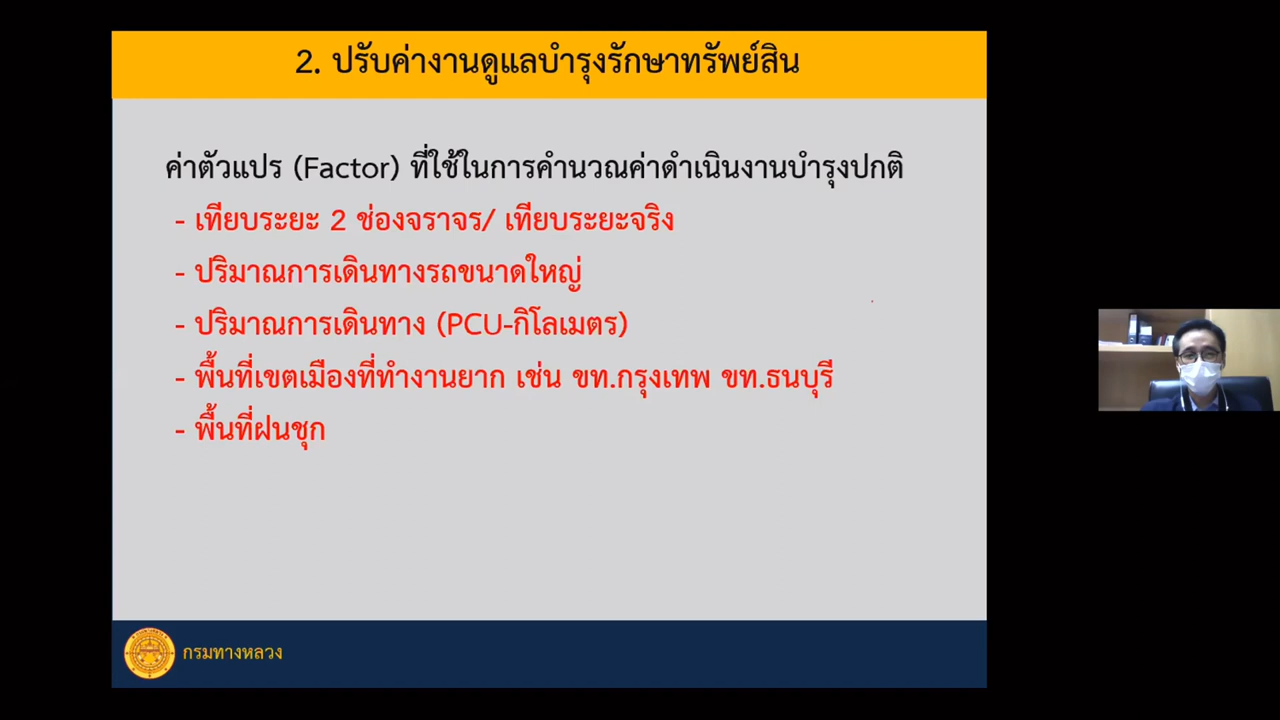 2. ปรับค่างานดูแลบำรุงรักษาทรัพย์สิน
ค่าตัวแปร (Factor) ที่ใช้ในการคำนวณค่าดำเนินงานบำรุงปกติ
- เทียบระยะ 2 ช่องจราจร/ เทียบระยะจริง
- ปริมาณการเดินทางรถขนาดใหญ่
- ปริมาณการเดินทาง (PCU-กิโลเมตร)
- พื้นที่เขตเมืองที่ทำงานยาก เช่น ขท.กรุงเทพ ขท.ธนบุรี
- พื้นที่ฝนชุก
กรมทางหลวง